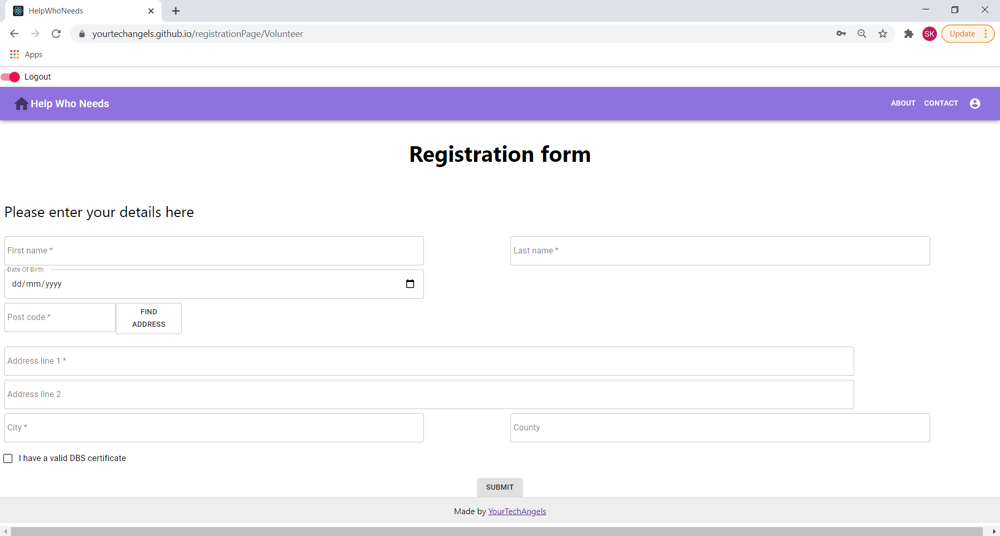 HelpWhoNeeds
yourtechangels.github.io/registrationPage/Volunteer
SK
Update
Apps
Logout
Help Who Needs
ABOUT CONTACT
Registration form
Please enter your details here
First name * Last name *
Date Of Birth
dd/mm/yyyy
Post code *
FIND
ADDRESS
Address line 1 *
Address line 2
City * County
I have a valid DBS certificate
SUBMIT
Made by YourTechAngels